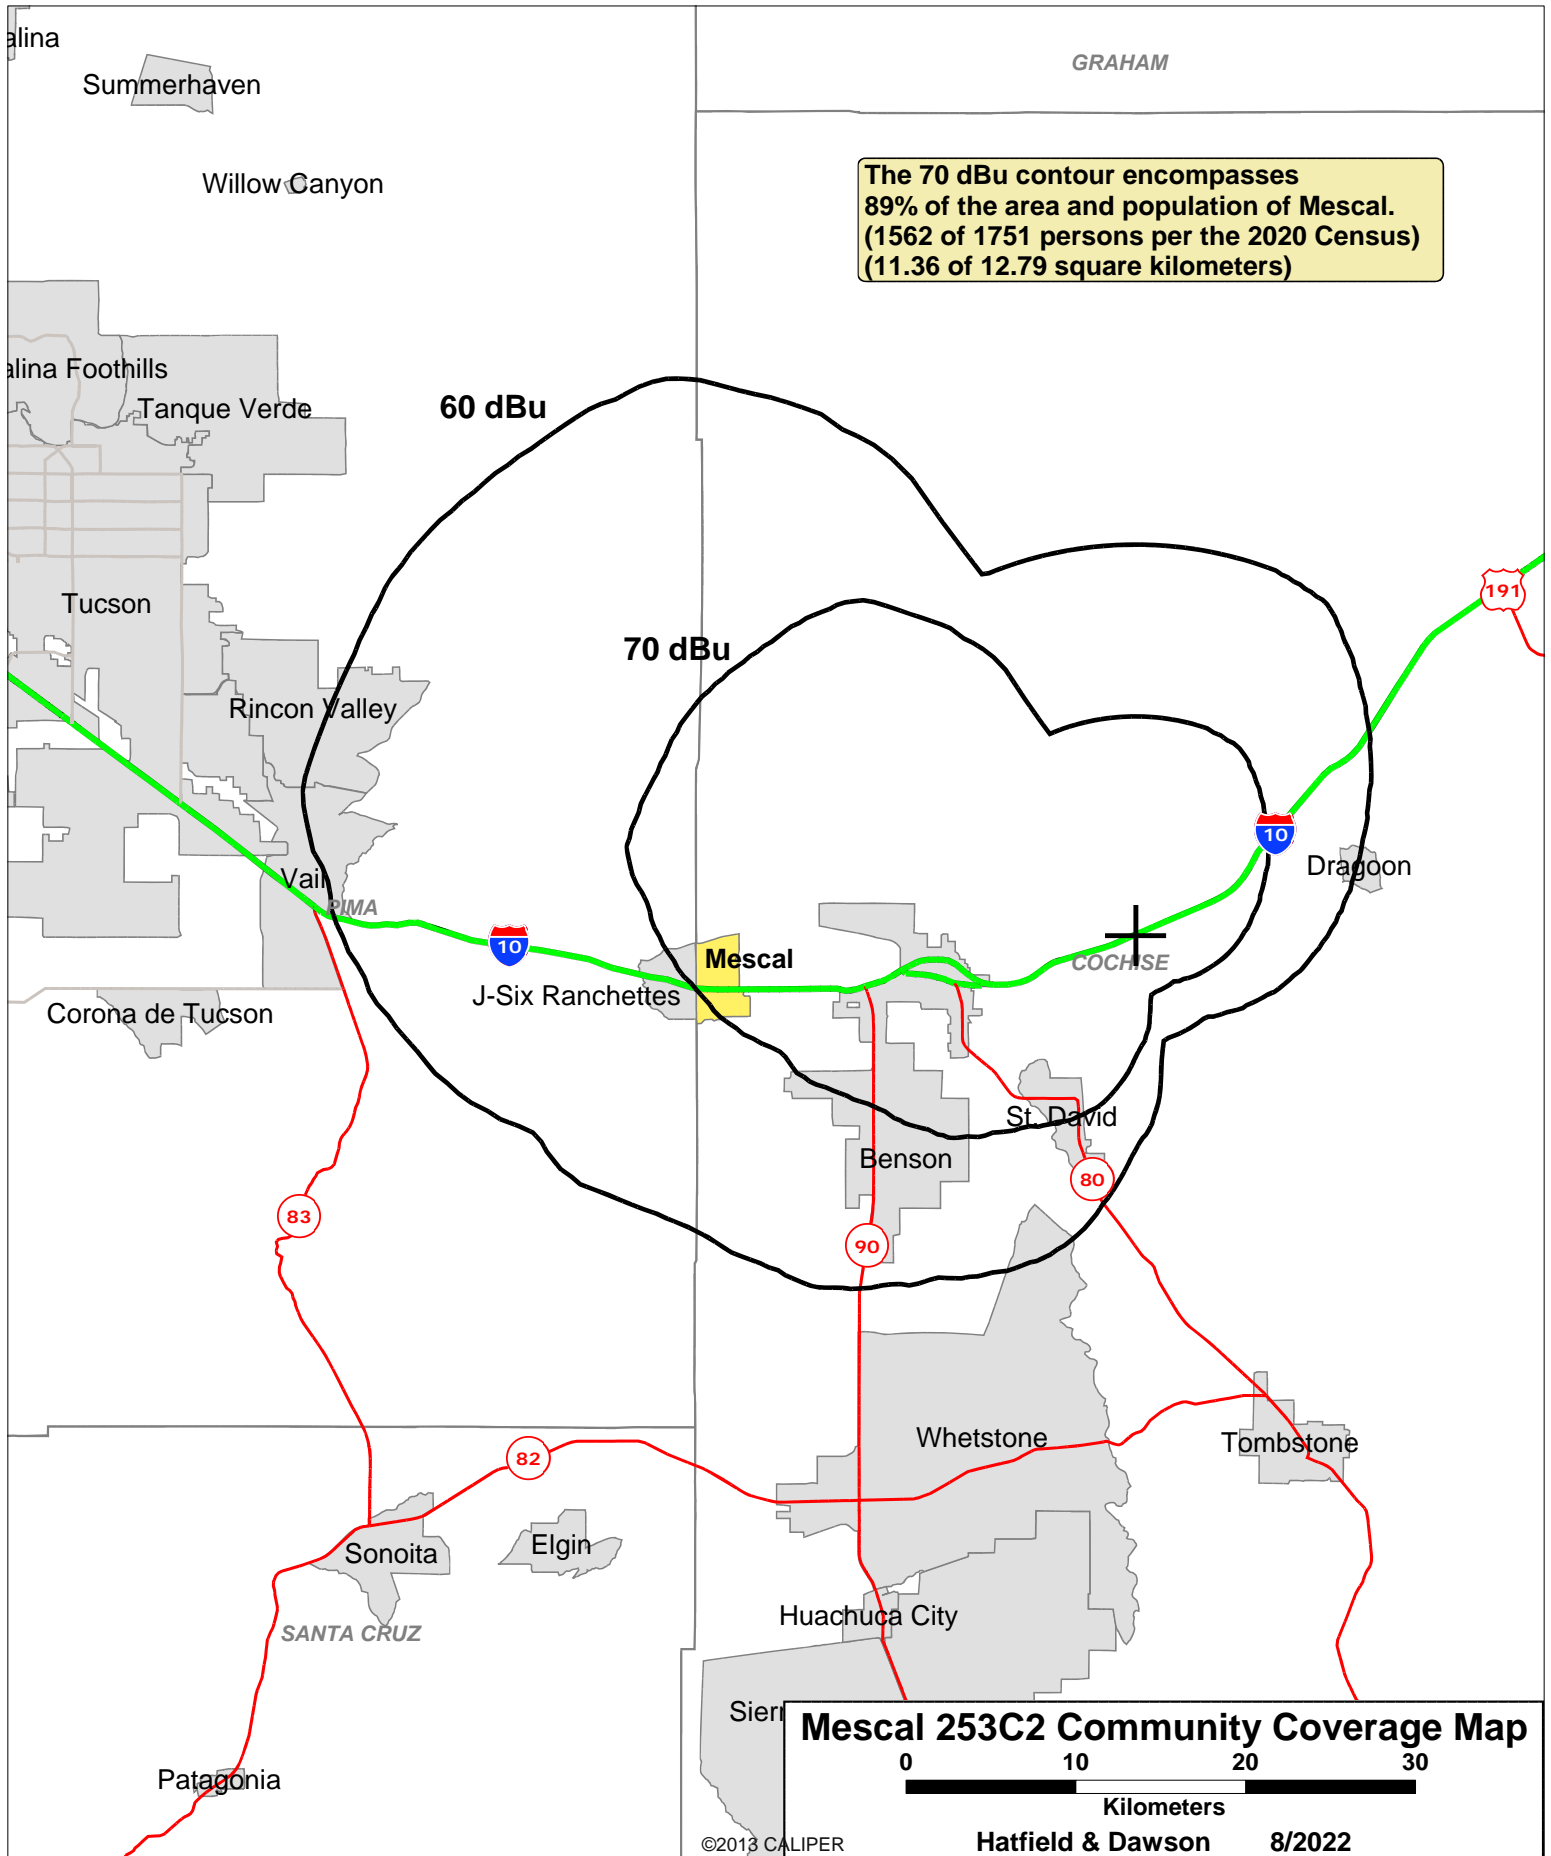 alina
Summerhaven
GRAHAM
Willow Canyon
The 70 dBu contour encompasses
89% of the area and population of Mescal.
(1562 of 1751 persons per the 2020 Census)
(11.36 of 12.79 square kilometers)
alina Foothills
Tanque Verde
60 dBu
191
Tucson
70 dBu
Rincon Valley
10
Dragoon
Vail
PIMA
10
Mescal
COCHISE
J-Six Ranchettes
Corona de Tucson
St. David
Benson
80
83
90
Whetstone
Tombstone
82
Elgin
Sonoita
Huachuca City
SANTA CRUZ
Sierr
Patagonia
Mescal 253C2 Community Coverage Map
0 10 20 30
Kilometers
©2013 CALIPER
Hatfield & Dawson 8/2022